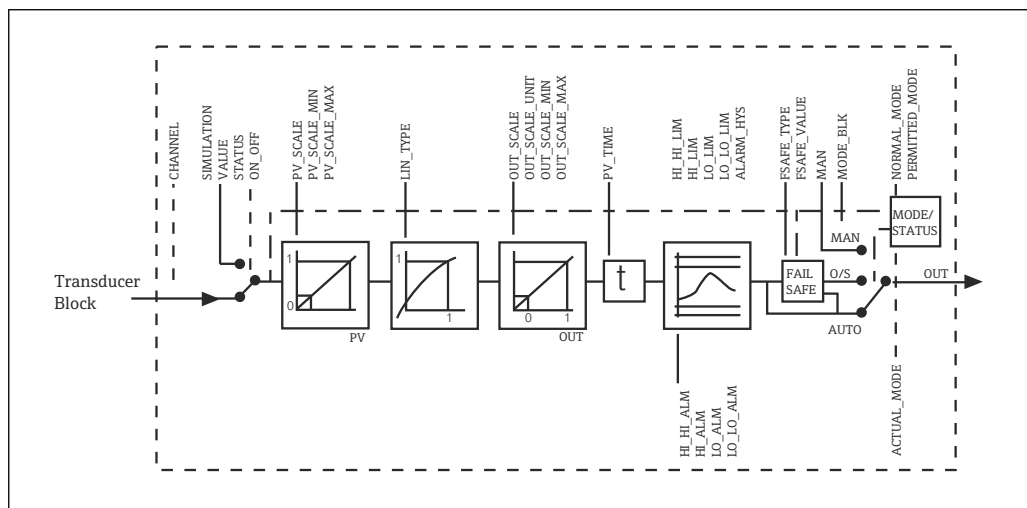 CHANNEL
SIMULATION
VALUE
STATUS
ON_OFF
PV_SCALE
PV_SCALE_MIN
PV_SCALE_MAX
LIN_TYPE
OUT_SCALE
OUT_SCALE_UNIT
OUT_SCALE_MIN
OUT_SCALE_MAX
PV_TIME
HI_HI_LIM
HI_LIM
LO_LIM
LO_LO_LIM
ALARM_HYS
FSAFE_TYPE
FSAFE_VALUE
MAN
MODE_BLK
NORMAL_MODE
PERMITTED_MODE
MODE/
STATUS
MAN
Transducer
Block
1
0
PV
1
1
1
0
1
OUT
t
FAIL
SAFE
O/S
AUTO
OUT
HI_HI_ALM
HI_ALM
LO_ALM
LO_LO_ALM
ACTUAL_MODE